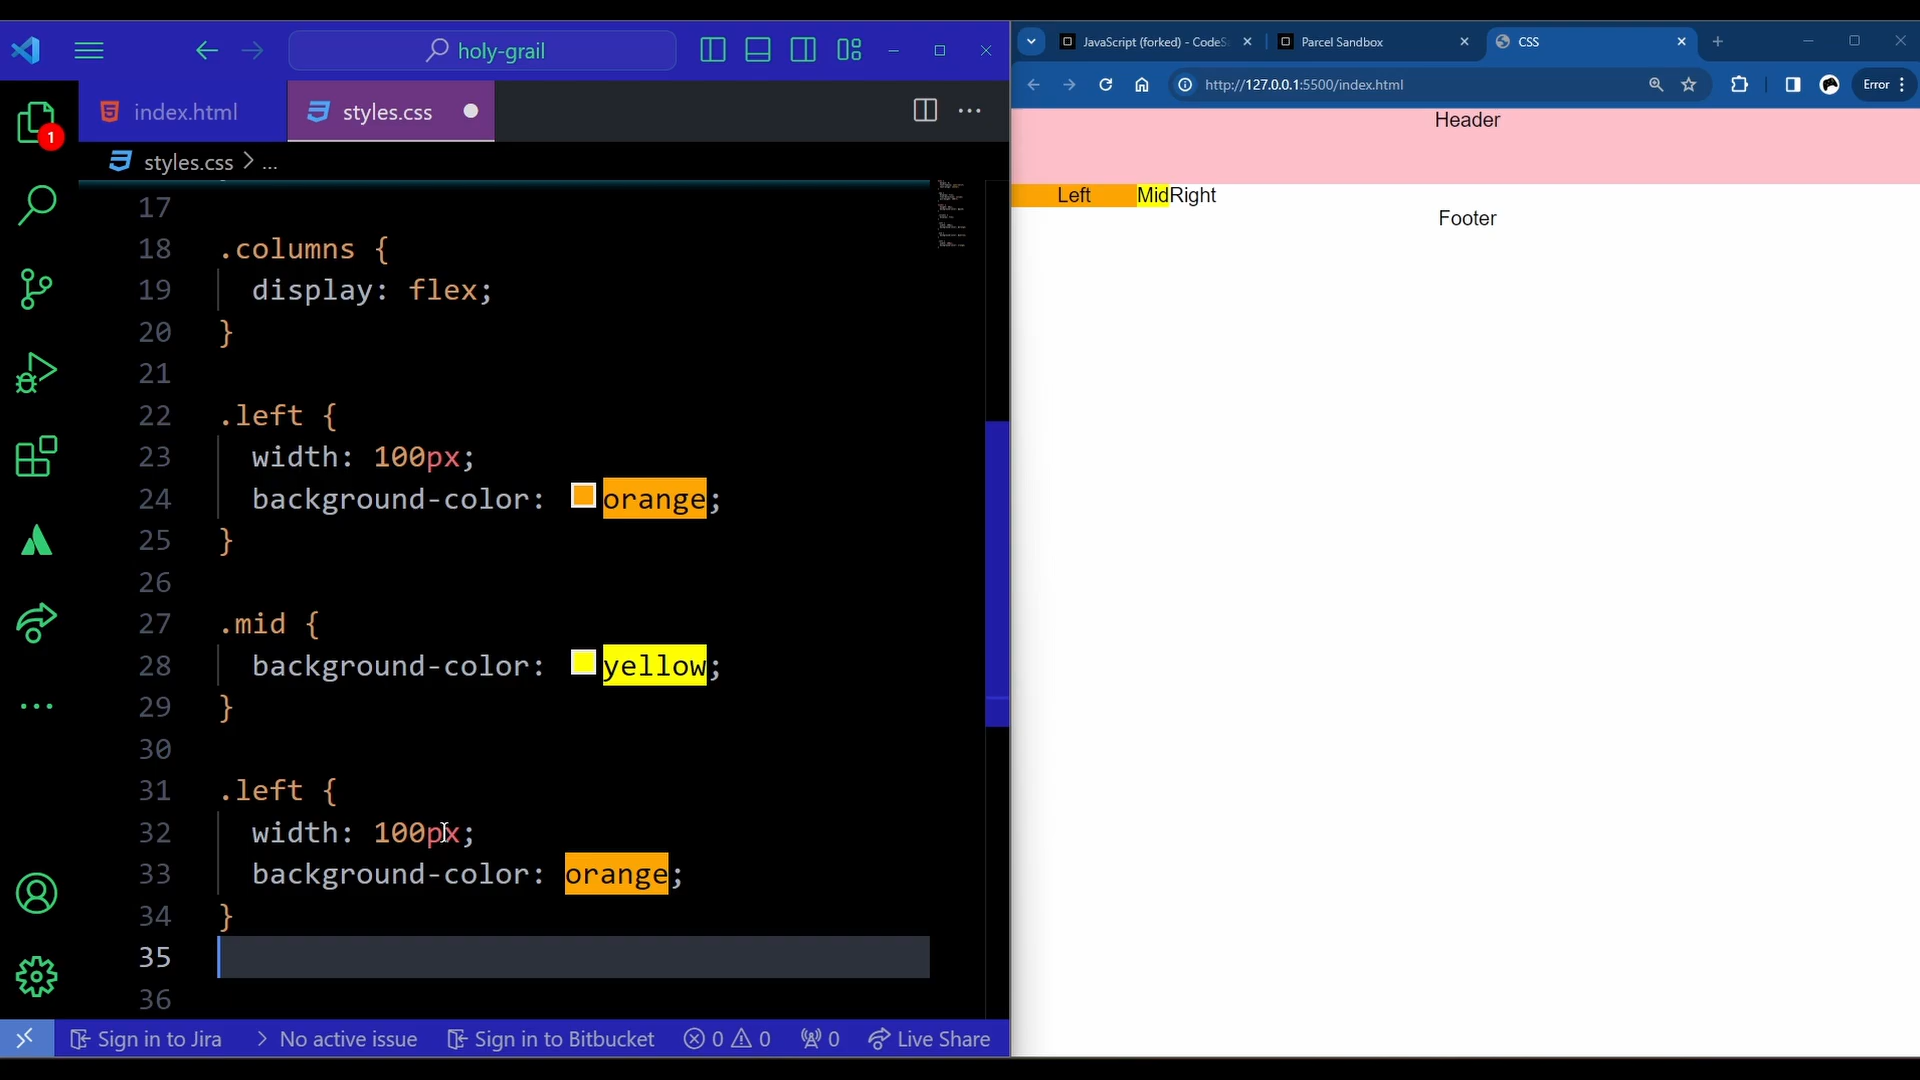 holy-grail
index.html
styles.css
styles.css > ...
17
18 .columns {
19 display: flex;
20 }
21
22 .left {
23 width: 100px;
24 background-color: orange;
25 }
26
27 .mid {
28 background-color: yellow;
29 }
30
31 .left {
32 width: 100px;
33 background-color: orange;
34 }
35
36
1
Sign in to Jira > No active issue Sign in to Bitbucket 0 0 0 Live Share
JavaScript (forked) - CodeS
Parcel Sandbox
CSS
http://127.0.0.1:5500/index.html
Error
Header
Left MidRight
Footer